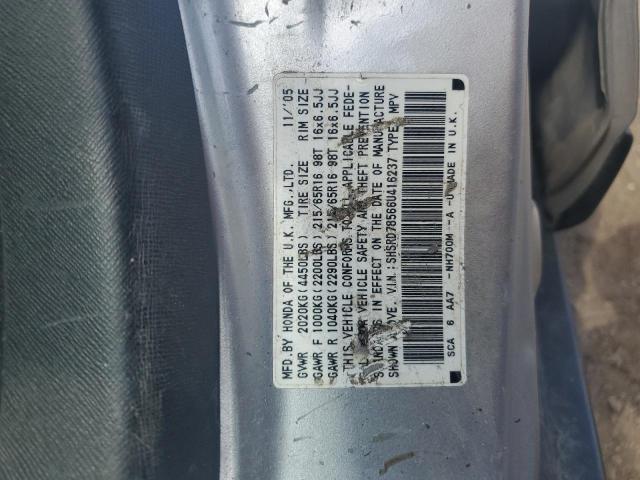 MFD.BY HONDA OF THE U.K. MFG.,LTD. 11/'05
GVWR 2020KG(4450LBS) TIRE SIZE RIM SIZE
GAWR F 1000KG(2200LBS) 215/65R16 98T 16x6.5JJ
GAWR R 1040KG(2290LBS) 215/65R16 98T 16x6.5JJ
THIS VEHICLE CONFORMS TO ALL APPLICABLE FEDE-
VEHICLE SAFETY AND THEFT PREVENTION
IN EFFECT ON THE DATE OF MANUFACTURE
SHOWN V.I.N.:SHSRD78566U416237 TYPE: MPV
SCA 6 AA7 -NH700M -A -U MADE IN U.K.